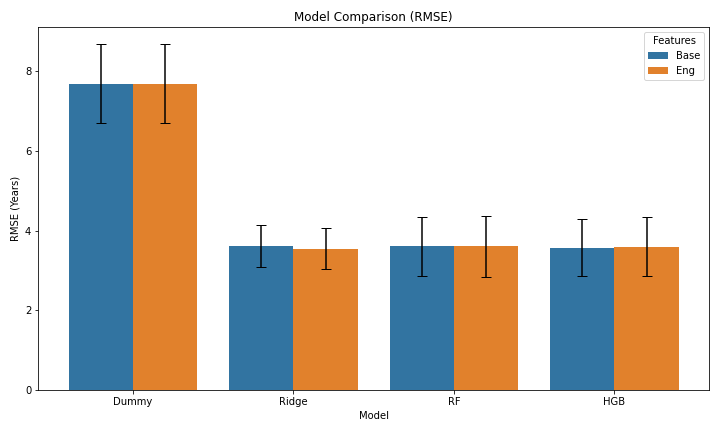 Model Comparison (RMSE)
Features
Base
Eng
RMSE (Years)
8
6
4
2
0
Dummy
Ridge
RF
HGB
Model